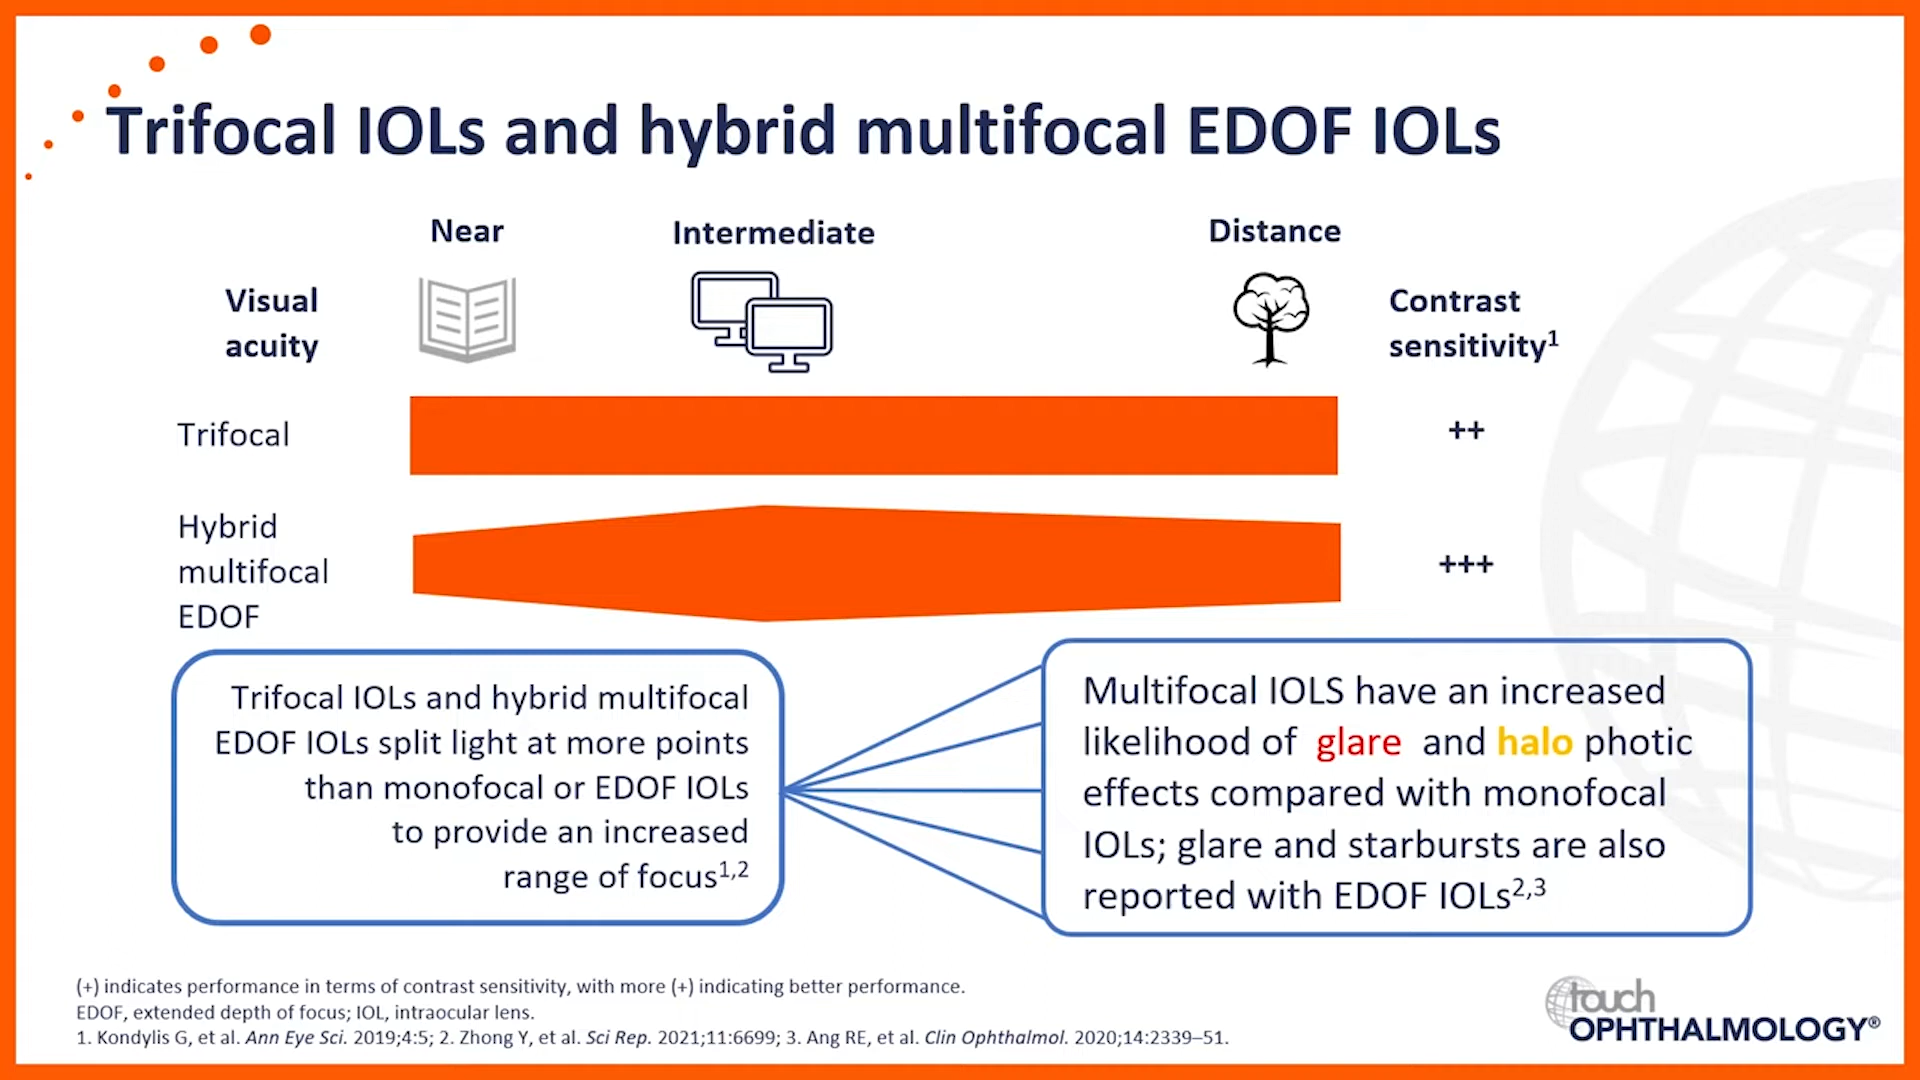 Trifocal IOLs and hybrid multifocal EDOF IOLs
Near
Intermediate
Distance
Visual
acuity
Contrast
sensitivity¹
Trifocal
++
Hybrid
multifocal
EDOF
+++
Trifocal IOLs and hybrid multifocal
EDOF IOLs split light at more points
than monofocal or EDOF IOLs
to provide an increased
range of focus¹,²
Multifocal IOLS have an increased
likelihood of glare and halo photic
effects compared with monofocal
IOLs; glare and starbursts are also
reported with EDOF IOLs²,³
(+) indicates performance in terms of contrast sensitivity, with more (+) indicating better performance.
EDOF, extended depth of focus; IOL, intraocular lens.
1. Kondylis G, et al. Ann Eye Sci. 2019;4:5; 2. Zhong Y, et al. Sci Rep. 2021;11:6699; 3. Ang RE, et al. Clin Ophthalmol. 2020;14:2339–51.
touch
OPHTHALMOLOGY®